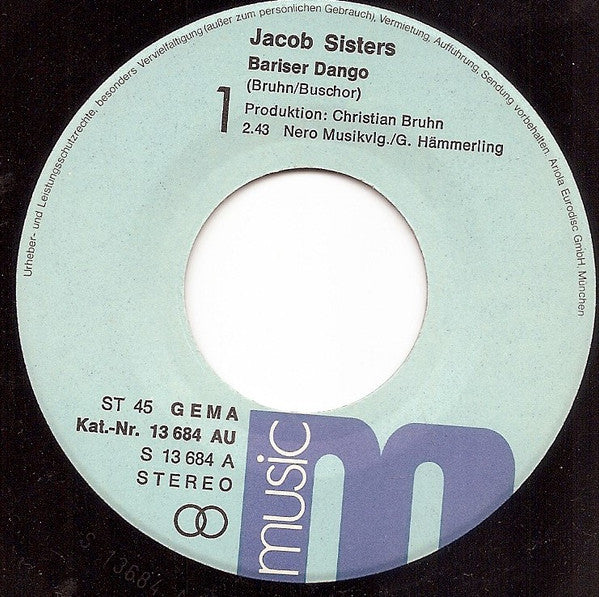 Urheber- und Leistungsschutzrechte, besonders Vervielfältigung (außer zum persönlichen Gebrauch), Vermietung, Aufführung, Sendung vorbehalten. Ariola Eurodisc GmbH, München
Jacob Sisters
Bariser Dango
(Bruhn/Buschor)
1
Produktion: Christian Bruhn
2.43 Nero Musikvlg./G. Hämmerling
ST 45 GEMA
Kat.-Nr. 13 684 AU
S 13 684 A
STEREO
music
m
S 13684